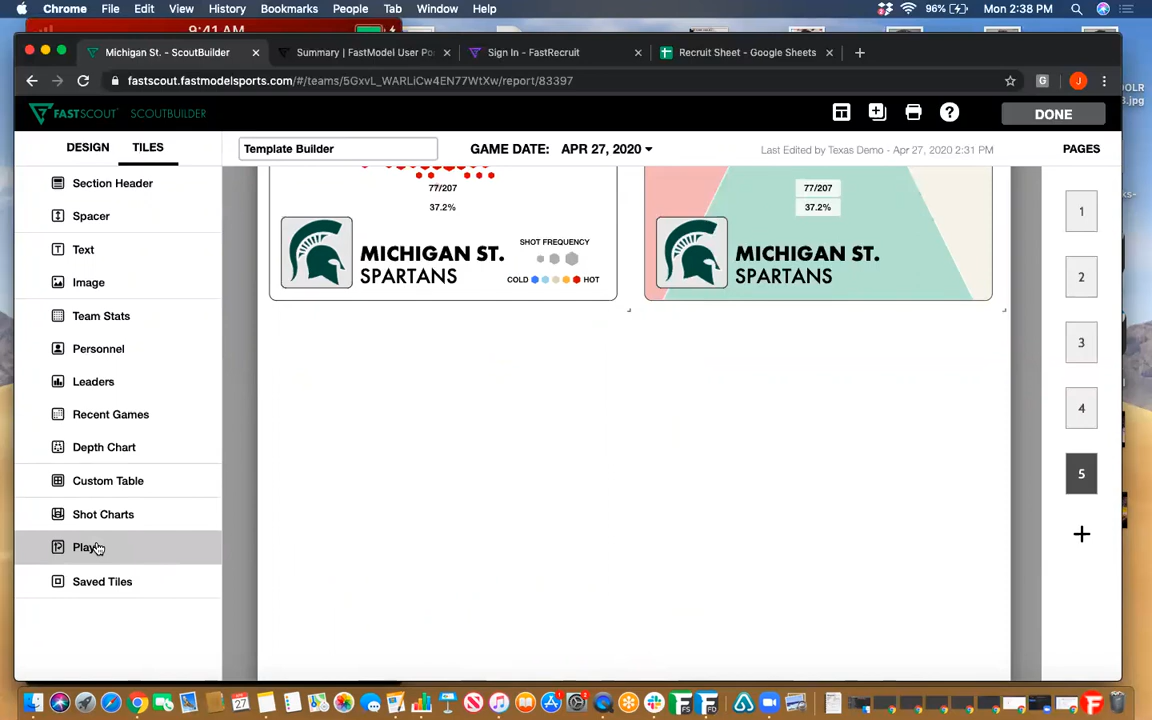 Chrome File Edit View History Bookmarks People Tab Window Help 96% Mon 2:38 PM
9:41 AM
Michigan St. - ScoutBuilder Summary | FastModel User Po Sign In - FastRecruit Recruit Sheet - Google Sheets
fastscout.fastmodelsports.com/#/teams/5GxvL_WARLiCw4EN77WtXw/report/83397
G J
FASTSCOUT SCOUTBUILDER DONE
DESIGN TILES Template Builder GAME DATE: APR 27, 2020 Last Edited by Texas Demo - Apr 27, 2020 2:31 PM PAGES
Section Header
Spacer
Text
Image
Team Stats
Personnel
Leaders
Recent Games
Depth Chart
Custom Table
Shot Charts
Play
Saved Tiles
77/207
37.2%
MICHIGAN ST.
SPARTANS
SHOT FREQUENCY
COLD HOT
77/207
37.2%
MICHIGAN ST.
SPARTANS
1
2
3
4
5
+